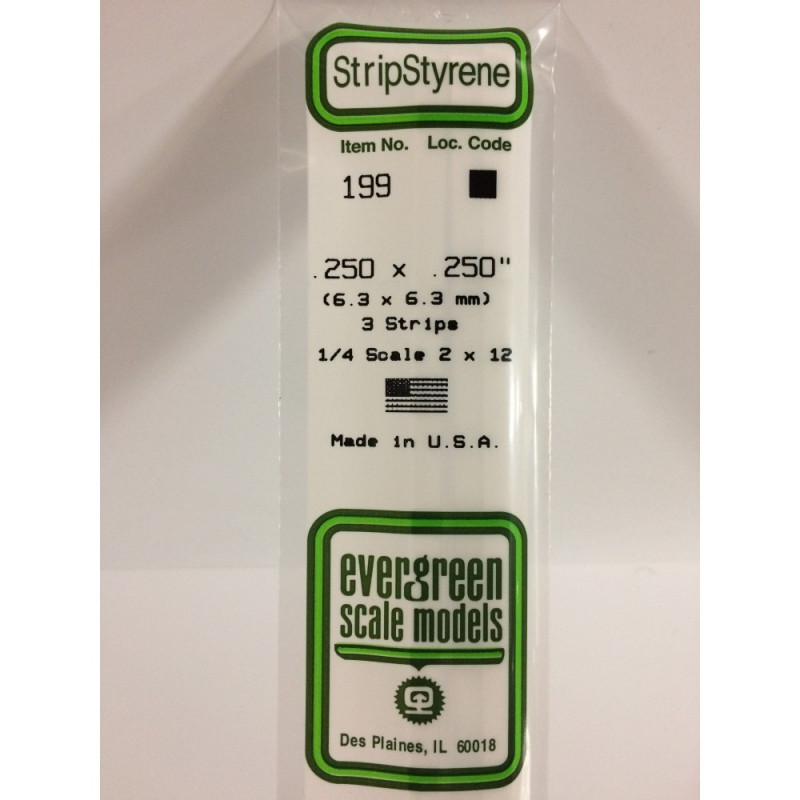 StripStyrene
Item No. Loc. Code
199
.250 x .250"
(6.3 x 6.3 mm)
3 Strips
1/4 Scale 2 x 12
Made in U.S.A.
evergreen
scale models
Des Plaines, IL 60018